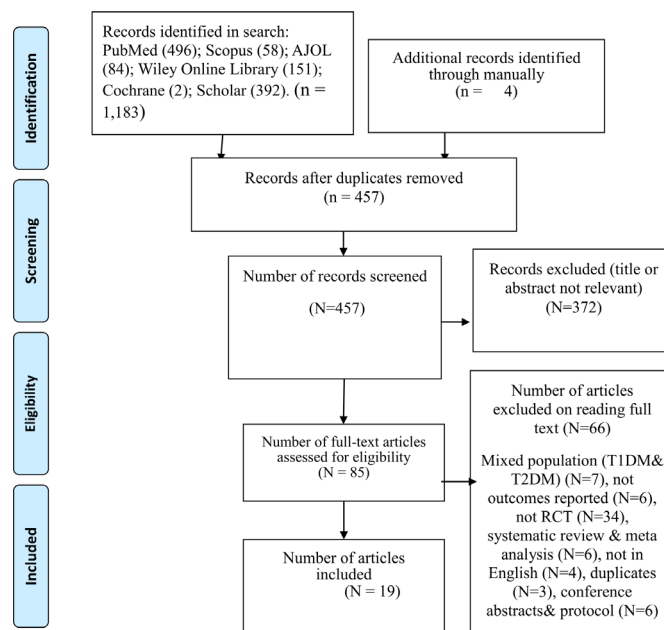 Identification
Records identified in search:
PubMed (496); Scopus (58); AJOL
(84); Wiley Online Library (151);
Cochrane (2); Scholar (392). (n =
1,183)
Additional records identified
through manually
(n = 4)
Records after duplicates removed
(n = 457)
Screening
Number of records screened
(N=457)
Records excluded (title or
abstract not relevant)
(N=372)
Eligibility
Number of full-text articles
assessed for eligibility
(N = 85)
Number of articles
excluded on reading full
text (N=66)
Mixed population (T1DM&
T2DM) (N=7), not
outcomes reported (N=6),
not RCT (N=34),
systematic review & meta
analysis (N=6), not in
English (N=4), duplicates
(N=3), conference
abstracts& protocol (N=6)
Included
Number of articles
included
(N = 19)